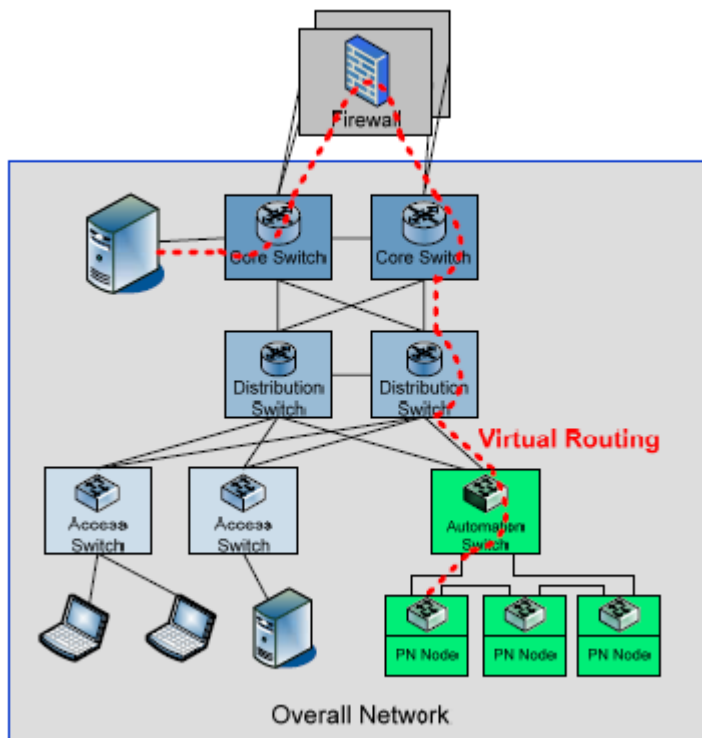 Firewall
Core Switch
Core Switch
Distribution
Switch
Distribution
Switch
Virtual Routing
Access
Switch
Access
Switch
Automation
Switch
PN Node
PN Node
PN Node
Overall Network